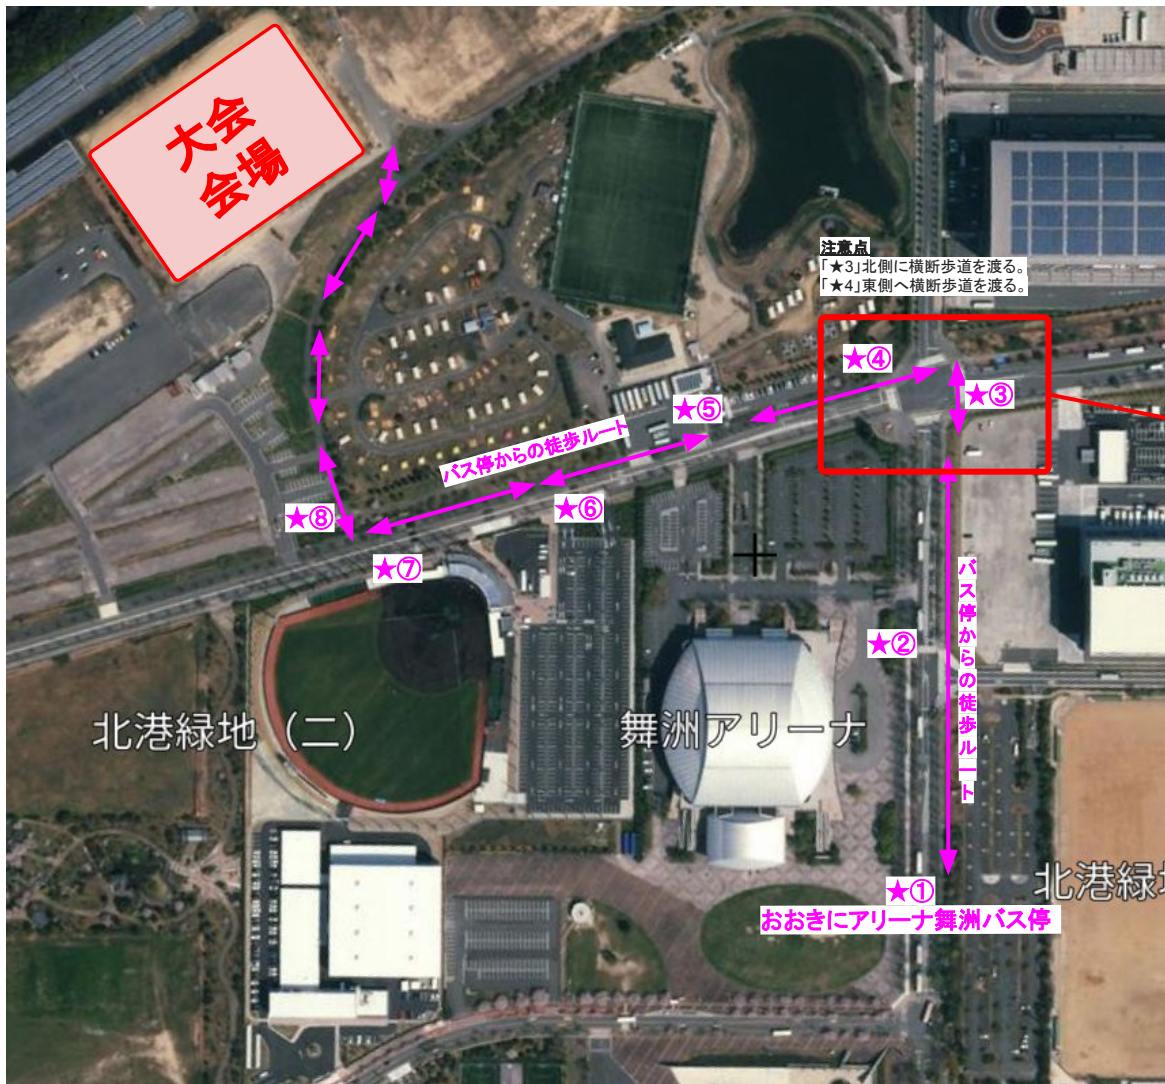 大会
会場
注意点
「★3」北側に横断歩道を渡る。
「★4」東側へ横断歩道を渡る。
★④
★③
★⑤
バス停からの徒歩ルート
★⑥
★⑧
★⑦
バス停からの徒歩ルート
★②
北港緑地（二）
舞洲アリーナ
★①
北港緑
おおきにアリーナ舞洲バス停